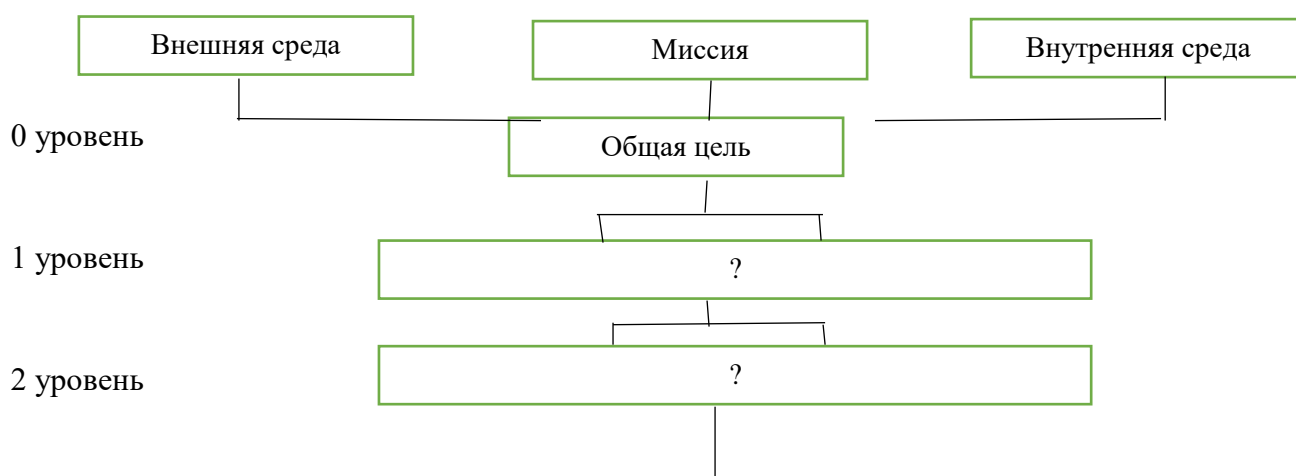 Внешняя среда
Миссия
Внутренняя среда
0 уровень
Общая цель
1 уровень
?
2 уровень
?